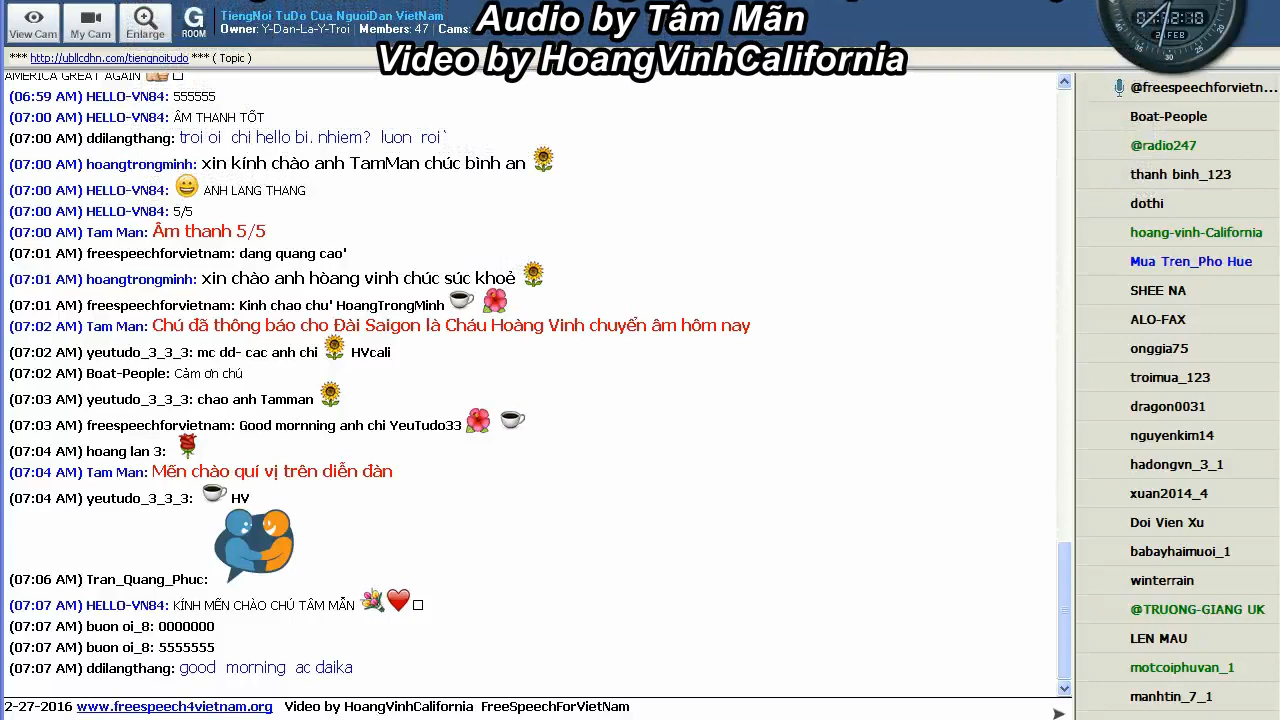 View Cam
My Cam
Enlarge
G
ROOM
TiengNoi TuDo Cua NguoiDan VietNam
Owner: Y-Dan-La-Y-Troi | Members: 47 | Cams:
Audio by Tâm Mãn
Video by HoangVinhCalifornia
*** http://ubllcdhn.com/tiengnoitudo *** ( Topic )
AMERICA GREAT AGAIN
(06:59 AM) HELLO-VN84: 555555
(07:00 AM) HELLO-VN84: ÂM THANH TỐT
(07:00 AM) ddilangthang: troi oi chi hello bi. nhiem? luon roi`
(07:00 AM) hoangtrongminh: xin kính chào anh TamMan chúc bình an
(07:00 AM) HELLO-VN84: ANH LANG THANG
(07:00 AM) HELLO-VN84: 5/5
(07:00 AM) Tam Man: Âm thanh 5/5
(07:01 AM) freespeechforvietnam: dang quang cao'
(07:01 AM) hoangtrongminh: xin chào anh hòang vinh chúc súc khoẻ
(07:01 AM) freespeechforvietnam: Kinh chao chu' HoangTrongMinh
(07:02 AM) Tam Man: Chú đã thông báo cho Đài Saigon là Cháu Hoàng Vinh chuyển âm hôm nay
(07:02 AM) yeutudo_3_3_3: mc dd- cac anh chi HVcali
(07:02 AM) Boat-People: Cảm ơn chú
(07:03 AM) yeutudo_3_3_3: chao anh Tamman
(07:03 AM) freespeechforvietnam: Good mornning anh chi YeuTudo33
(07:04 AM) hoang lan 3:
(07:04 AM) Tam Man: Mến chào quí vị trên diễn đàn
(07:04 AM) yeutudo_3_3_3: HV
(07:06 AM) Tran_Quang_Phuc:
(07:07 AM) HELLO-VN84: KÍNH MẾN CHÀO CHÚ TÂM MẪN
(07:07 AM) buon oi_8: 0000000
(07:07 AM) buon oi_8: 5555555
(07:07 AM) ddilangthang: good morning ac daika
2-27-2016 www.freespeech4vietnam.org Video by HoangVinhCalifornia FreeSpeechForVietNam
@freespeechforvietn...
Boat-People
@radio247
thanh binh_123
dothi
hoang-vinh-California
Mua Tren_Pho Hue
SHEE NA
ALO-FAX
onggia75
troimua_123
dragon0031
nguyenkim14
hadongvn_3_1
xuan2014_4
Doi Vien Xu
babayhaimuoi_1
winterrain
@TRUONG-GIANG UK
LEN MAU
motcoiphuvan_1
manhtin_7_1